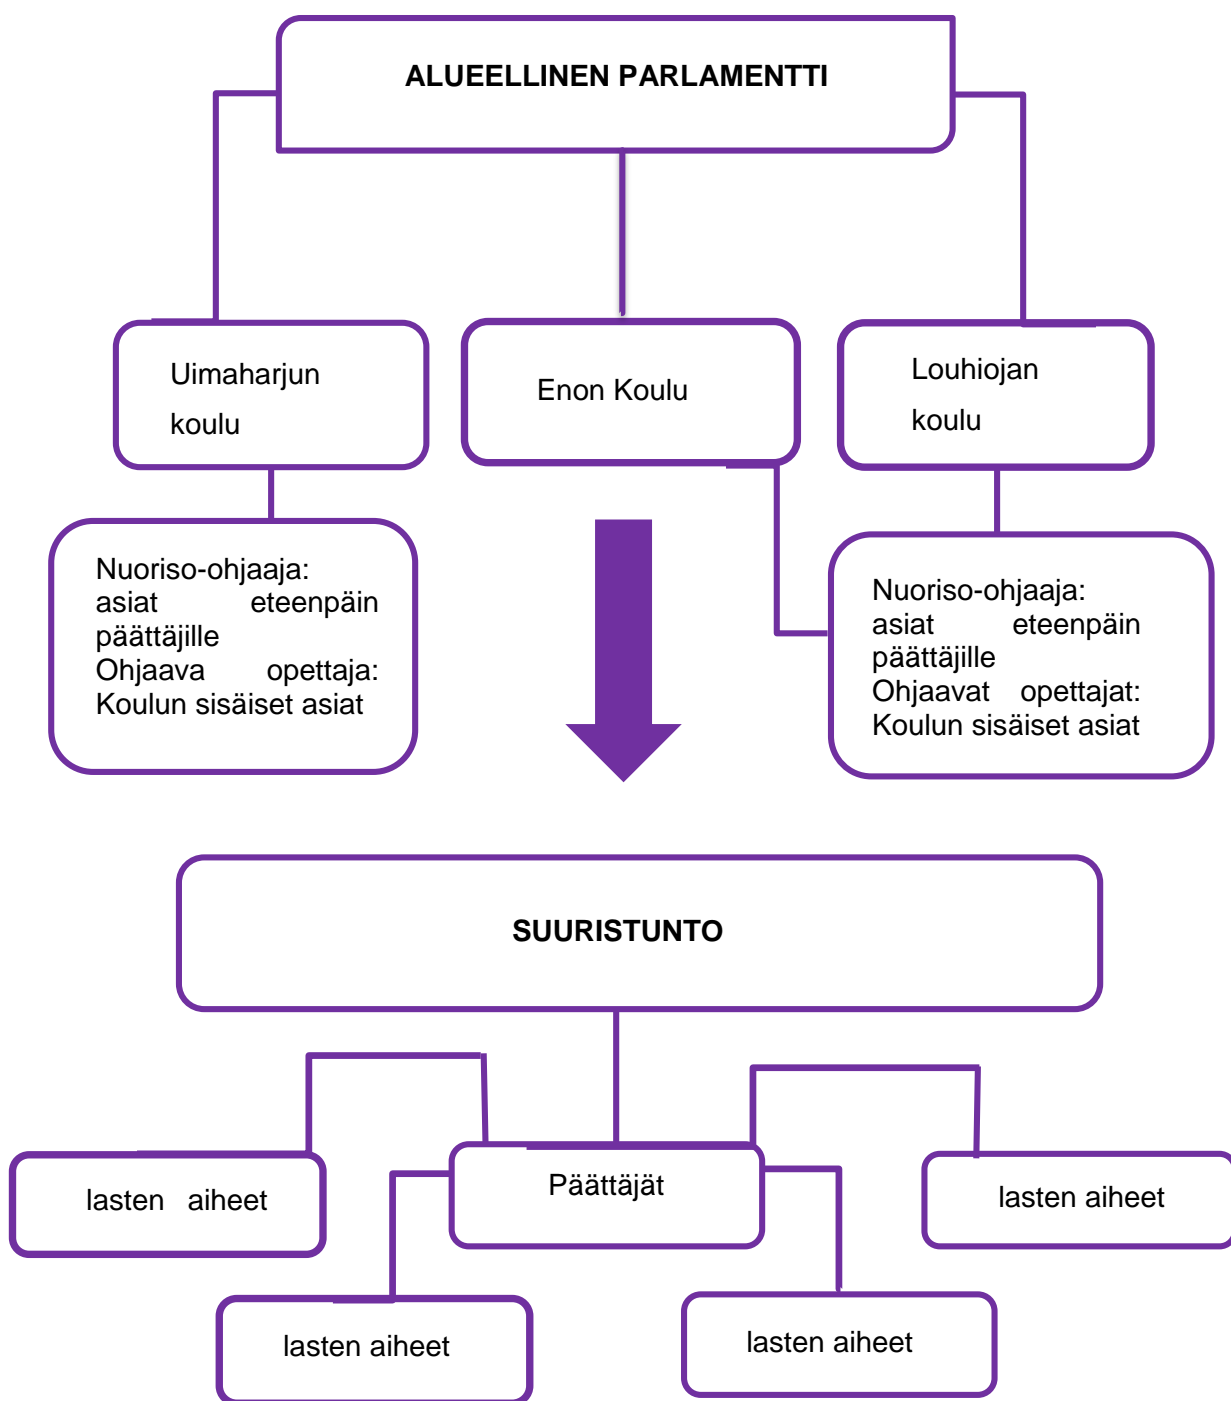 ALUEELLINEN PARLAMENTTI
Uimaharjun
koulu
Enon Koulu
Louhiojan
koulu
Nuoriso-ohjaaja:
asiat eteenpäin
päättäjille
Ohjaava opettaja:
Koulun sisäiset asiat
Nuoriso-ohjaaja:
asiat eteenpäin
päättäjille
Ohjaavat opettajat:
Koulun sisäiset asiat
SUURISTUNTO
lasten aiheet
Päättäjät
lasten aiheet
lasten aiheet
lasten aiheet